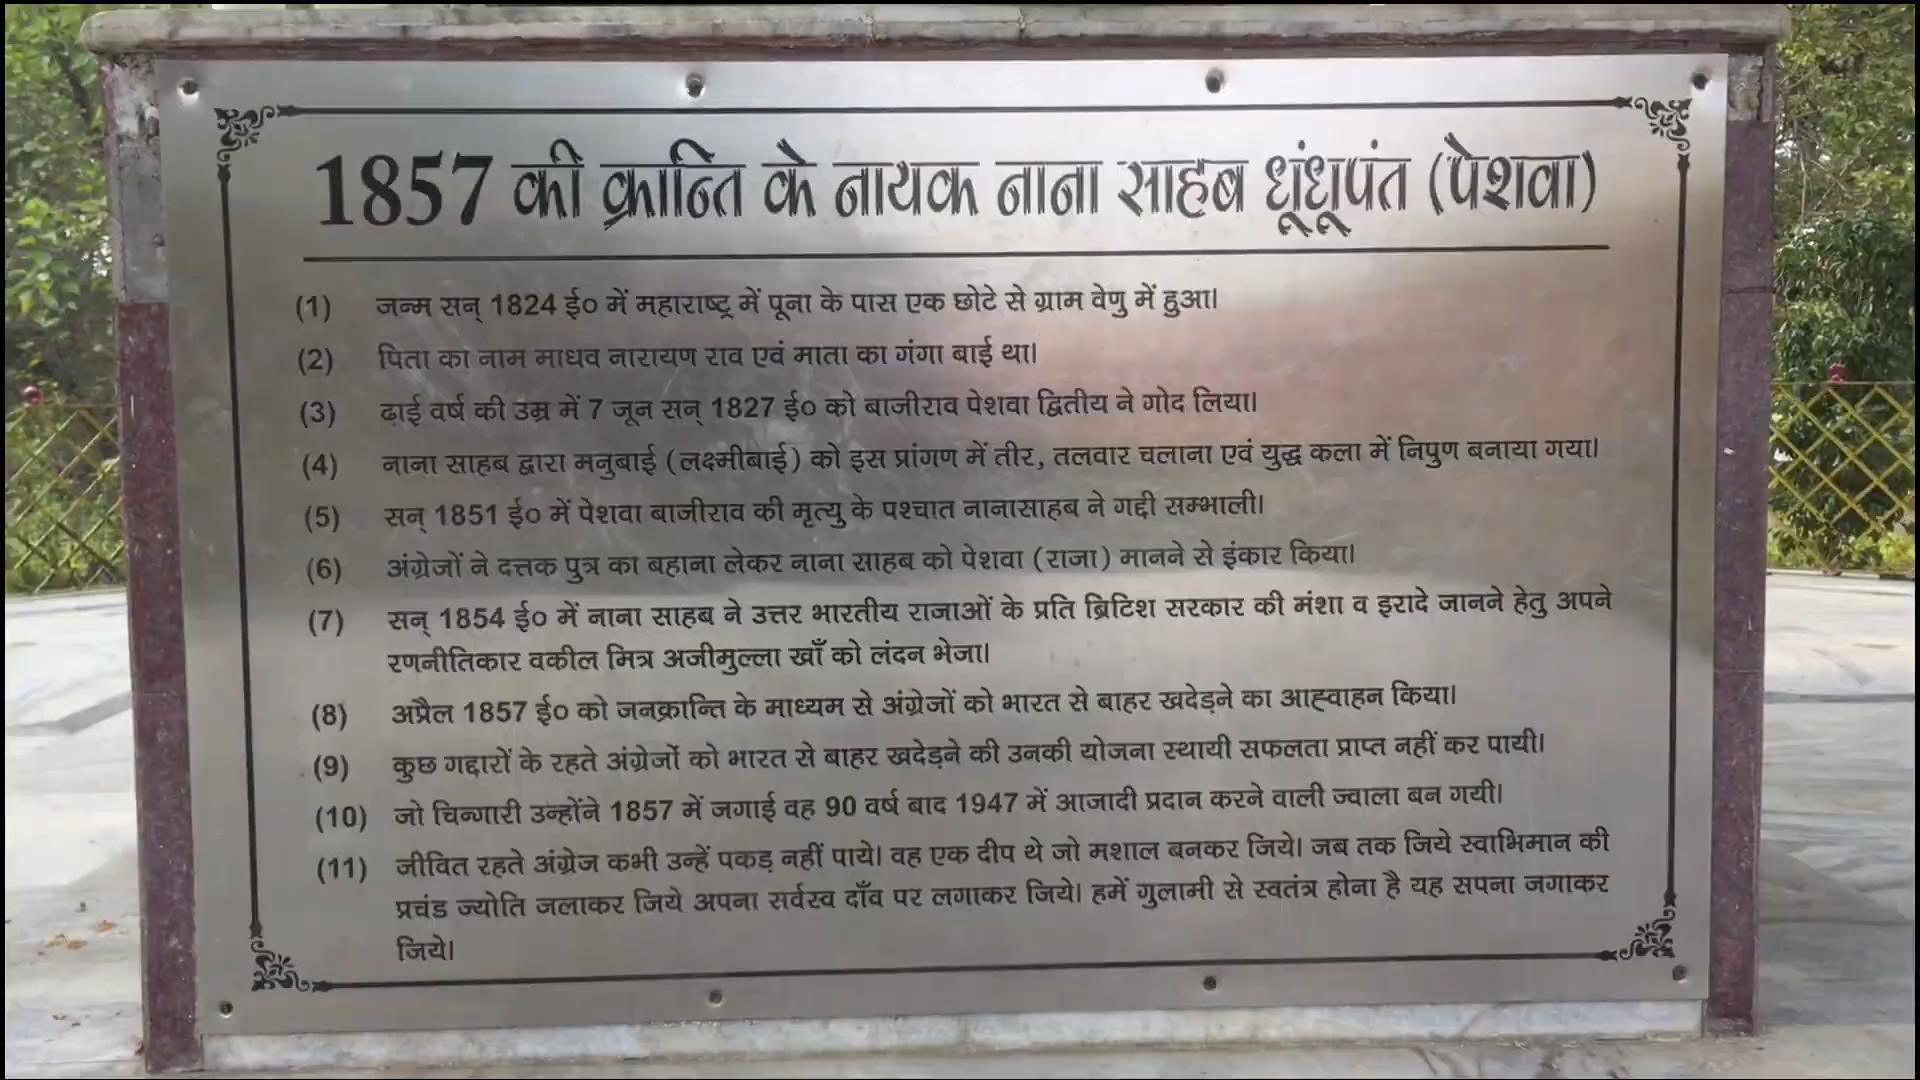 1857 की क्रान्ति के नायक नाना साहब धूंधूपंत (पेशवा)
(1) जन्म सन् 1824 ई० में महाराष्ट्र में पूना के पास एक छोटे से ग्राम वेणु में हुआ।
(2) पिता का नाम माधव नारायण राव एवं माता का गंगा बाई था।
(3) ढ़ाई वर्ष की उम्र में 7 जून सन् 1827 ई० को बाजीराव पेशवा द्वितीय ने गोद लिया।
(4) नाना साहब द्वारा मनुबाई (लक्ष्मीबाई) को इस प्रांगण में तीर, तलवार चलाना एवं युद्ध कला में निपुण बनाया गया।
(5) सन् 1851 ई० में पेशवा बाजीराव की मृत्यु के पश्चात नानासाहब ने गद्दी सम्भाली।
(6) अंग्रेजों ने दत्तक पुत्र का बहाना लेकर नाना साहब को पेशवा (राजा) मानने से इंकार किया।
(7) सन् 1854 ई० में नाना साहब ने उत्तर भारतीय राजाओं के प्रति ब्रिटिश सरकार की मंशा व इरादे जानने हेतु अपने
रणनीतिकार वकील मित्र अजीमुल्ला खाँ को लंदन भेजा।
(8) अप्रैल 1857 ई० को जनक्रान्ति के माध्यम से अंग्रेजों को भारत से बाहर खदेड़ने का आह्वाहन किया।
(9) कुछ गद्दारों के रहते अंग्रेजों को भारत से बाहर खदेड़ने की उनकी योजना स्थायी सफलता प्राप्त नहीं कर पायी।
(10) जो चिन्गारी उन्होंने 1857 में जगाई वह 90 वर्ष बाद 1947 में आजादी प्रदान करने वाली ज्वाला बन गयी।
(11) जीवित रहते अंग्रेज कभी उन्हें पकड़ नहीं पाये। वह एक दीप थे जो मशाल बनकर जिये। जब तक जिये स्वाभिमान की
प्रचंड ज्योति जलाकर जिये अपना सर्वस्व दाँव पर लगाकर जिये। हमें गुलामी से स्वतंत्र होना है यह सपना जगाकर
जिये।